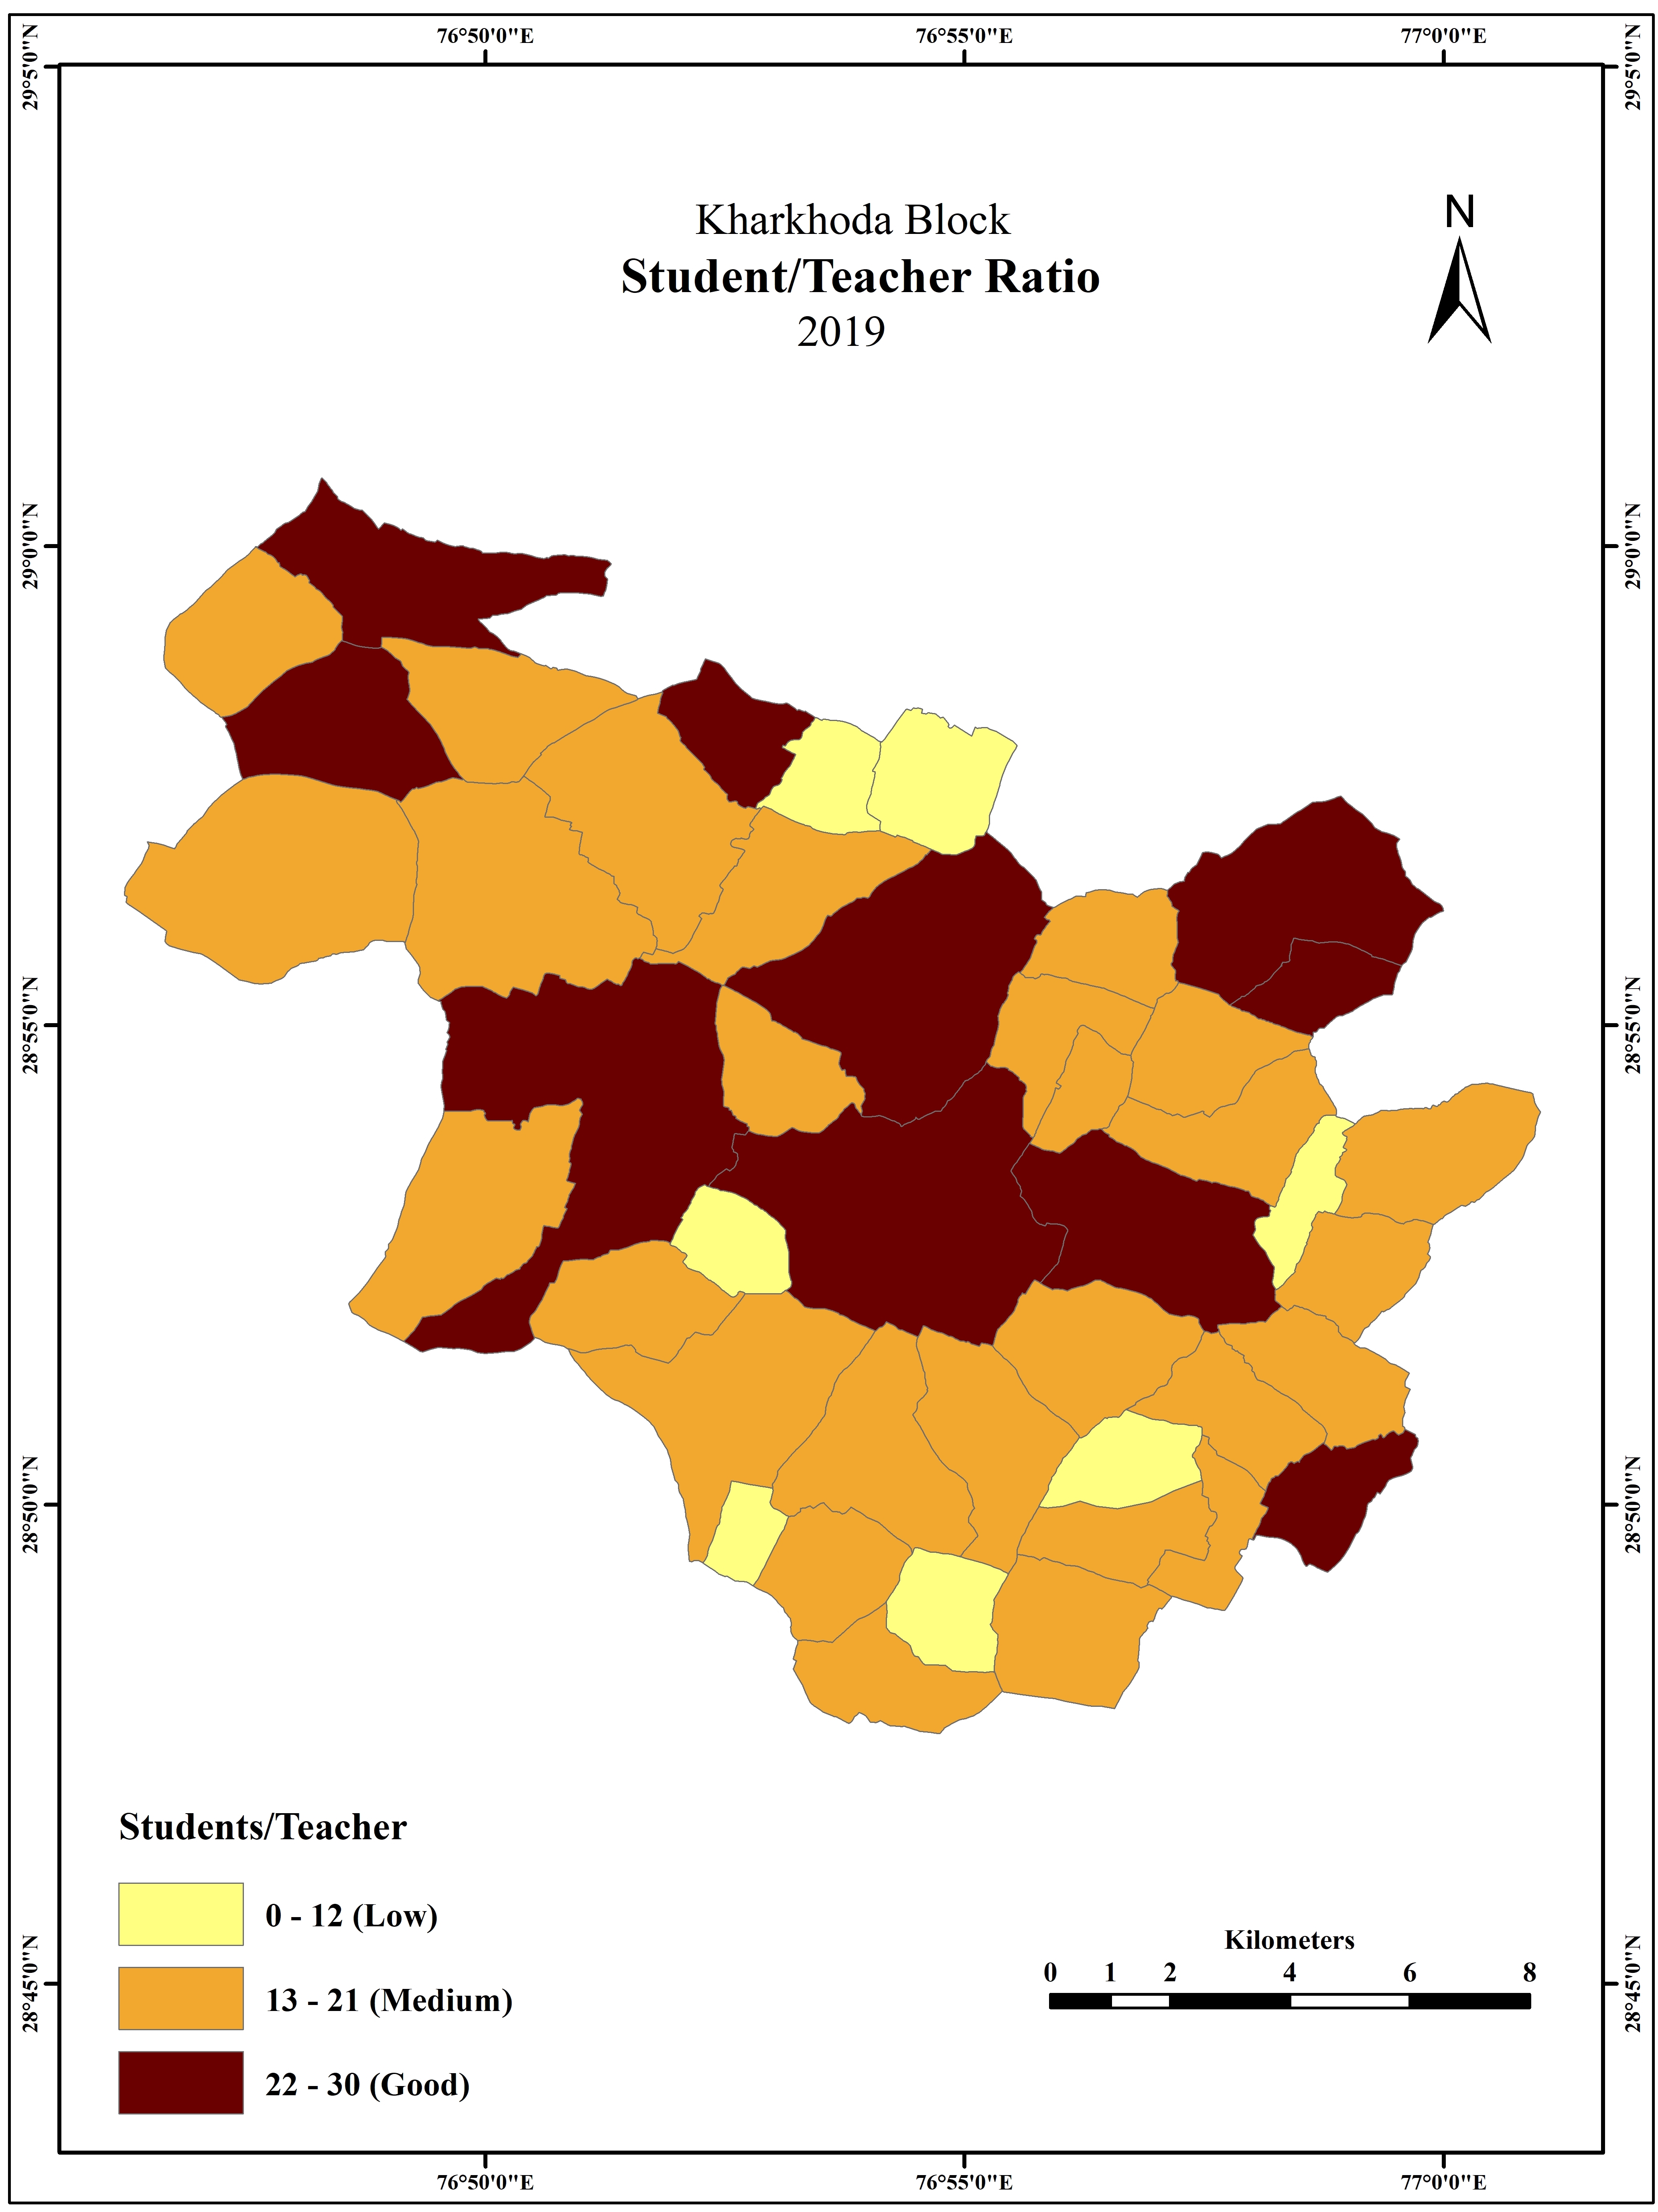 76°50'0"E 76°55'0"E 77°0'0"E
29°5'0"N 29°5'0"N
Kharkhoda Block
Student/Teacher Ratio
2019
N
29°0'0"N 29°0'0"N
28°55'0"N 28°55'0"N
28°50'0"N 28°50'0"N
Students/Teacher
0 - 12 (Low)
13 - 21 (Medium)
22 - 30 (Good)
Kilometers
0 1 2 4 6 8
28°45'0"N 28°45'0"N
76°50'0"E 76°55'0"E 77°0'0"E